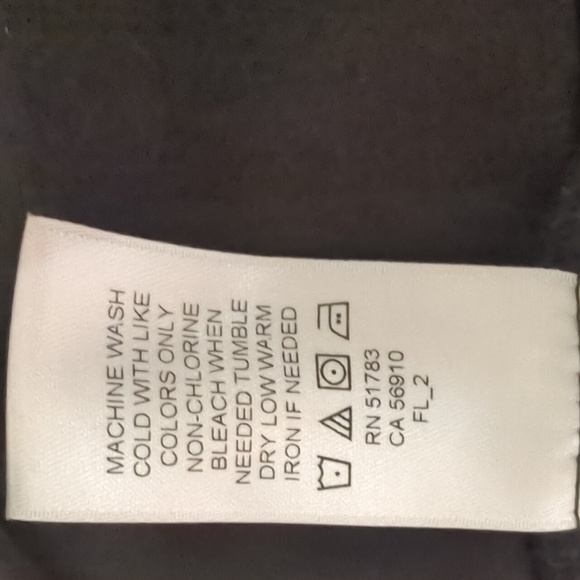 MACHINE WASH
COLD WITH LIKE
COLORS ONLY
NON-CHLORINE
BLEACH WHEN
NEEDED TUMBLE
DRY LOW WARM
IRON IF NEEDED
RN 51783
CA 56910
FL_2